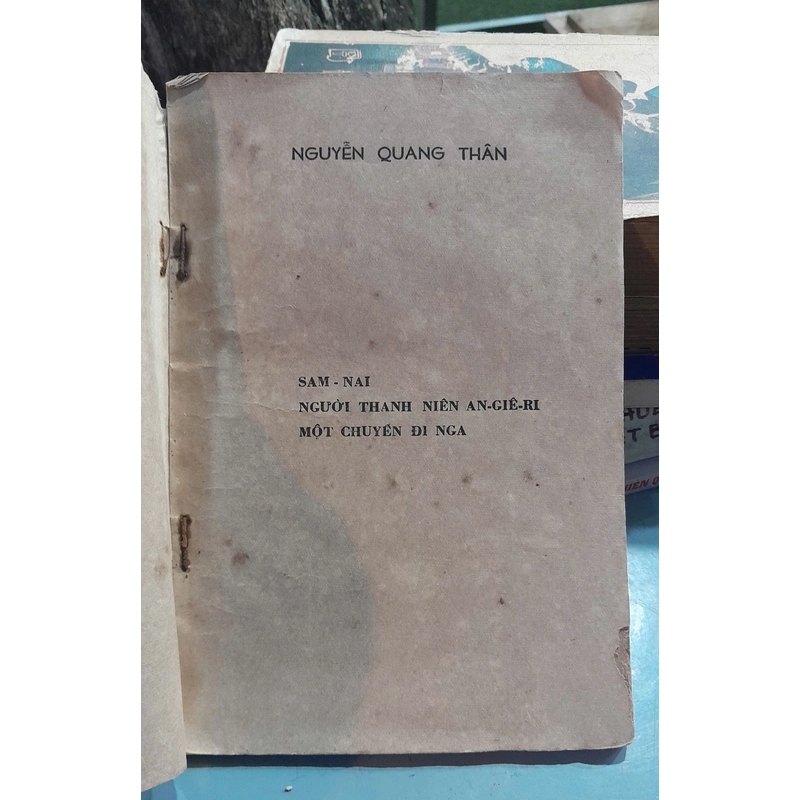 NGUYỄN QUANG THÂN
SAM - NAI
NGƯỜI THANH NIÊN AN-GIÊ-RI
MỘT CHUYẾN ĐI NGA